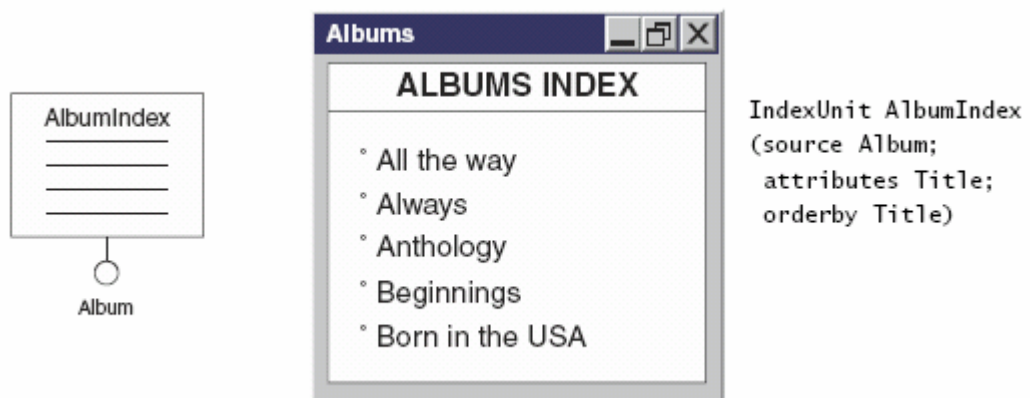 AlbumIndex
Album
Albums
ALBUMS INDEX
° All the way
° Always
° Anthology
° Beginnings
° Born in the USA
IndexUnit AlbumIndex
(source Album;
attributes Title;
orderby Title)